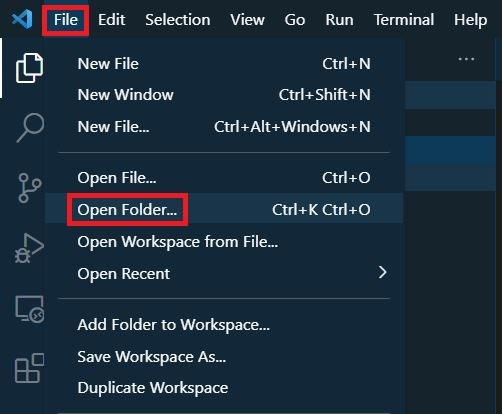 File Edit Selection View Go Run Terminal Help
New File Ctrl+N
New Window Ctrl+Shift+N
New File... Ctrl+Alt+Windows+N
Open File... Ctrl+O
Open Folder... Ctrl+K Ctrl+O
Open Workspace from File...
Open Recent
Add Folder to Workspace...
Save Workspace As...
Duplicate Workspace